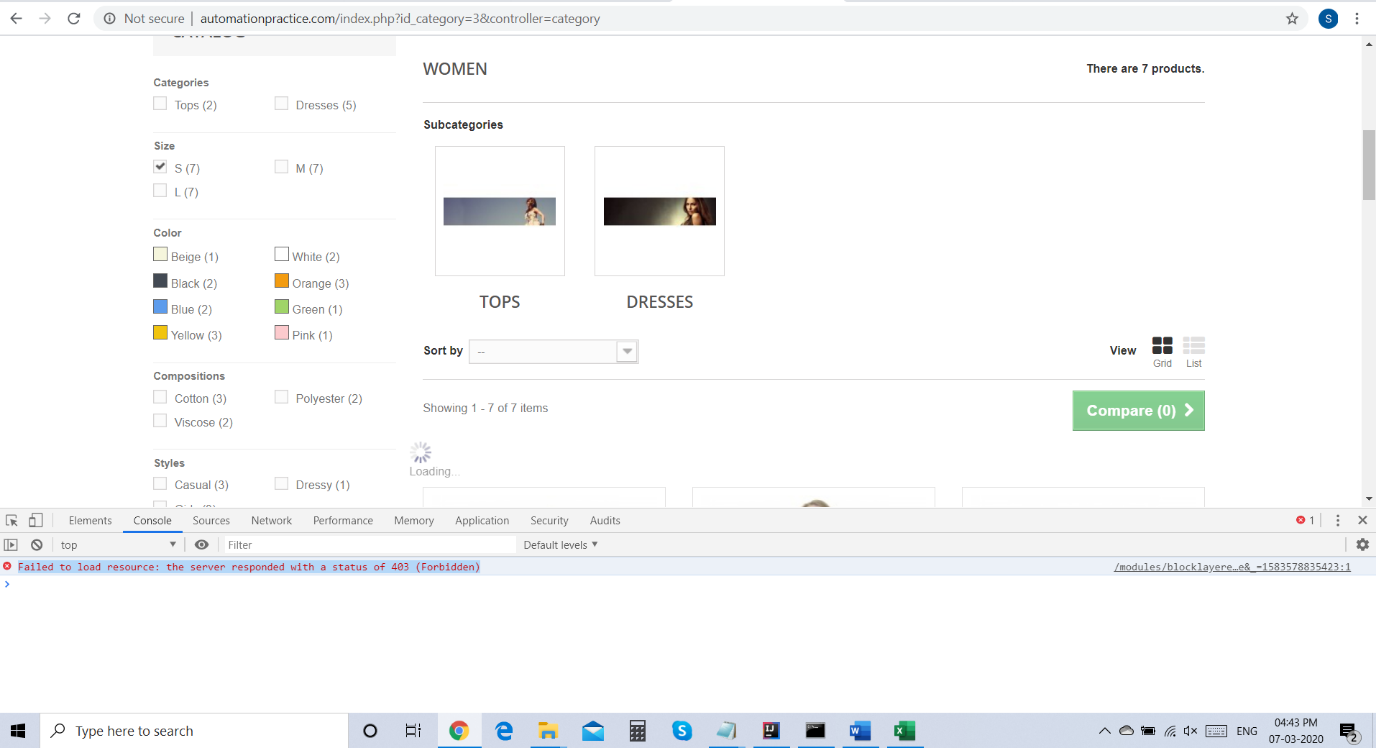 Not secure | automationpractice.com/index.php?id_category=3&controller=category
S
CATALOG
Categories
Tops (2) Dresses (5)
Size
S (7) M (7)
L (7)
Color
Beige (1) White (2)
Black (2) Orange (3)
Blue (2) Green (1)
Yellow (3) Pink (1)
Compositions
Cotton (3) Polyester (2)
Viscose (2)
Styles
Casual (3) Dressy (1)
WOMEN There are 7 products.
Subcategories
TOPS DRESSES
Sort by -- View Grid List
Showing 1 - 7 of 7 items Compare (0)
Loading...
Elements Console Sources Network Performance Memory Application Security Audits 1
top Filter Default levels
Failed to load resource: the server responded with a status of 403 (Forbidden) /modules/blocklayere…e&_=1583578835423:1
Type here to search
ENG
04:43 PM
07-03-2020
2